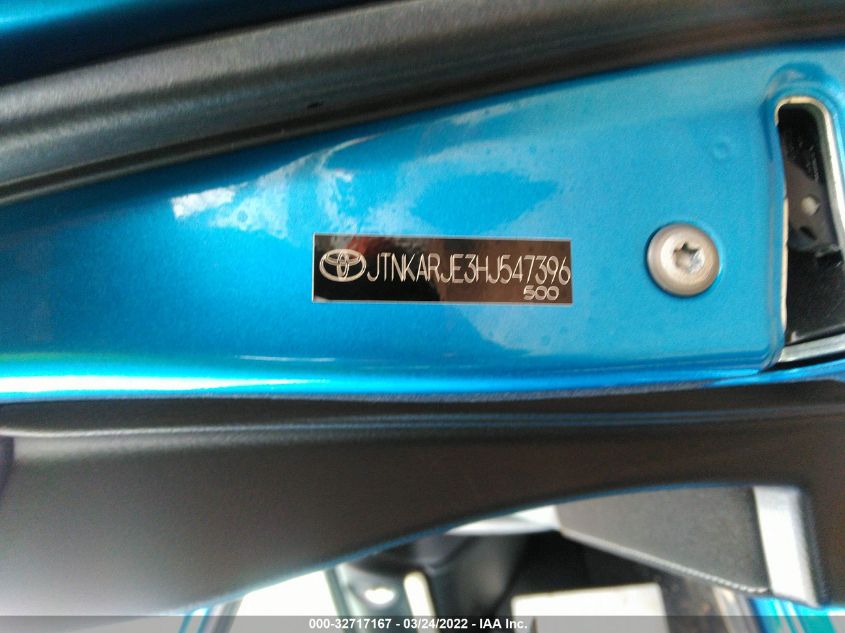 JTNKARJE3HJ547396
500
000-32717167 - 03/24/2022 - IAA Inc.